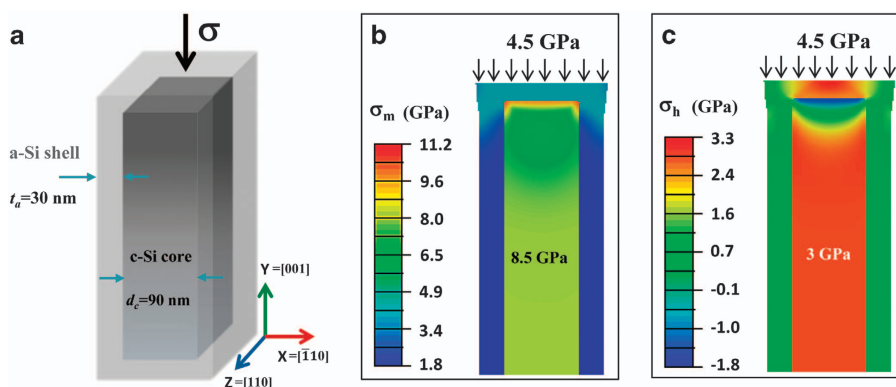 a
σ
a-Si shell
tₐ=30 nm
c-Si core
d_c=90 nm
Y=[001]
X=[1̅10]
Z=[110]
b
4.5 GPa
σₘ (GPa)
11.2
9.6
8.0
6.5
4.9
3.4
1.8
8.5 GPa
c
4.5 GPa
σₕ (GPa)
3.3
2.4
1.6
0.7
-0.1
-1.0
-1.8
3 GPa